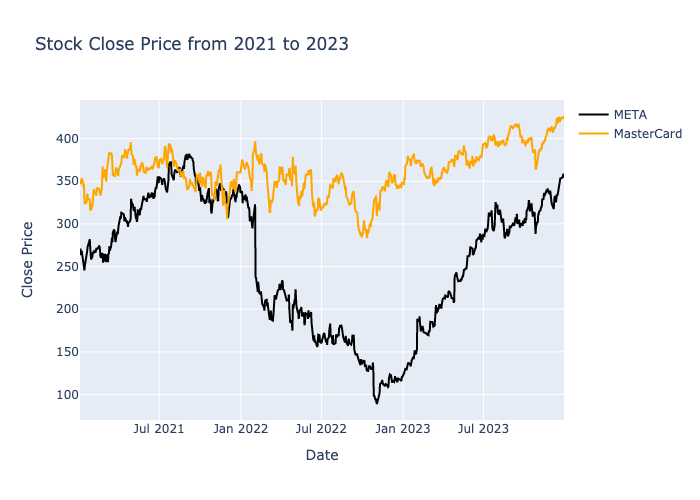 Stock Close Price from 2021 to 2023
META
MasterCard
Close Price
400
350
300
250
200
150
100
Jul 2021
Jan 2022
Jul 2022
Jan 2023
Jul 2023
Date